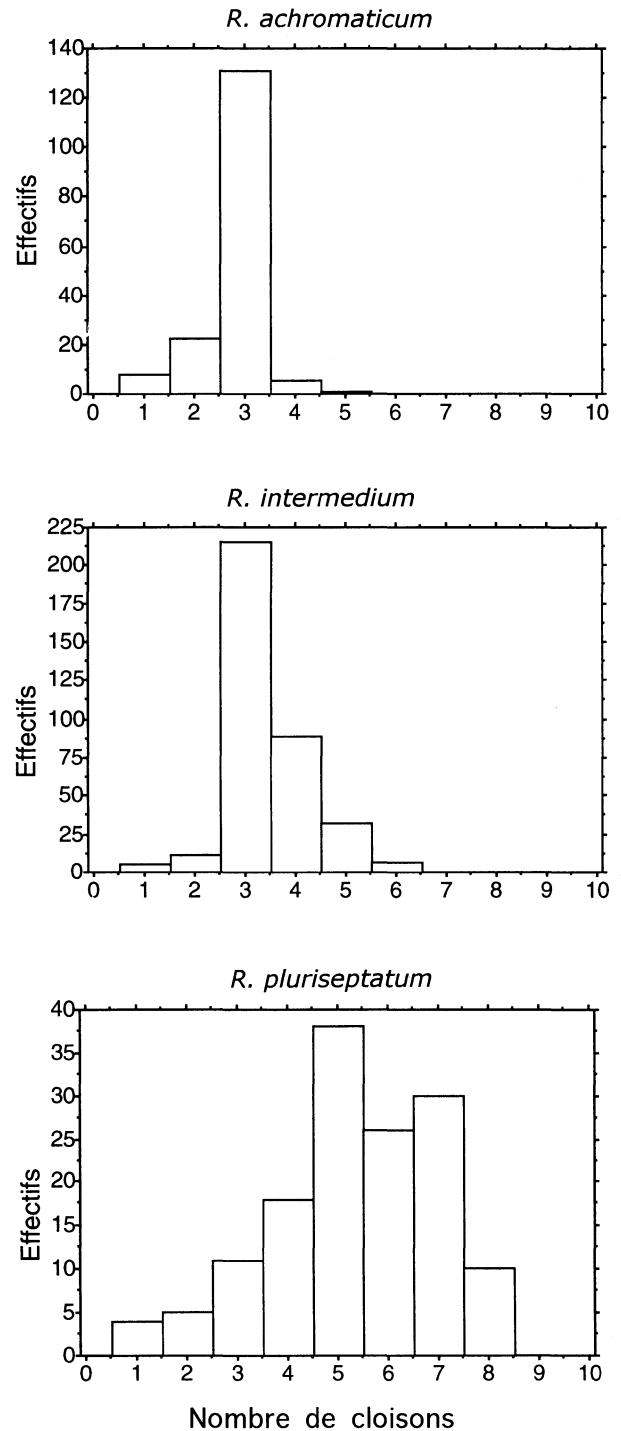 R. achromaticum
140
120
100
80
60
40
20
0
Effectifs
0 1 2 3 4 5 6 7 8 9 10
R. intermedium
225
200
175
150
125
100
75
50
25
0
Effectifs
0 1 2 3 4 5 6 7 8 9 10
R. pluriseptatum
40
35
30
25
20
15
10
5
0
Effectifs
0 1 2 3 4 5 6 7 8 9 10
Nombre de cloisons